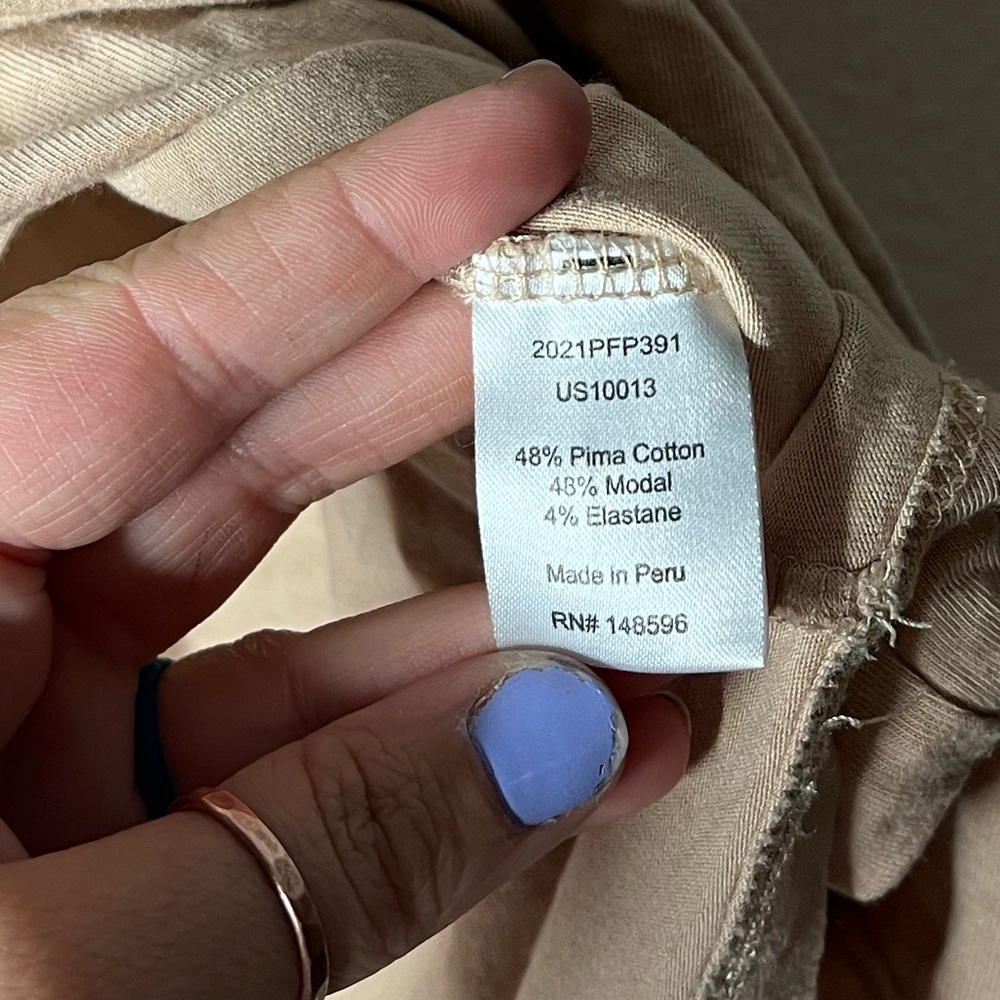 2021PFP391
US10013
48% Pima Cotton
48% Modal
4% Elastane
Made in Peru
RN# 148596